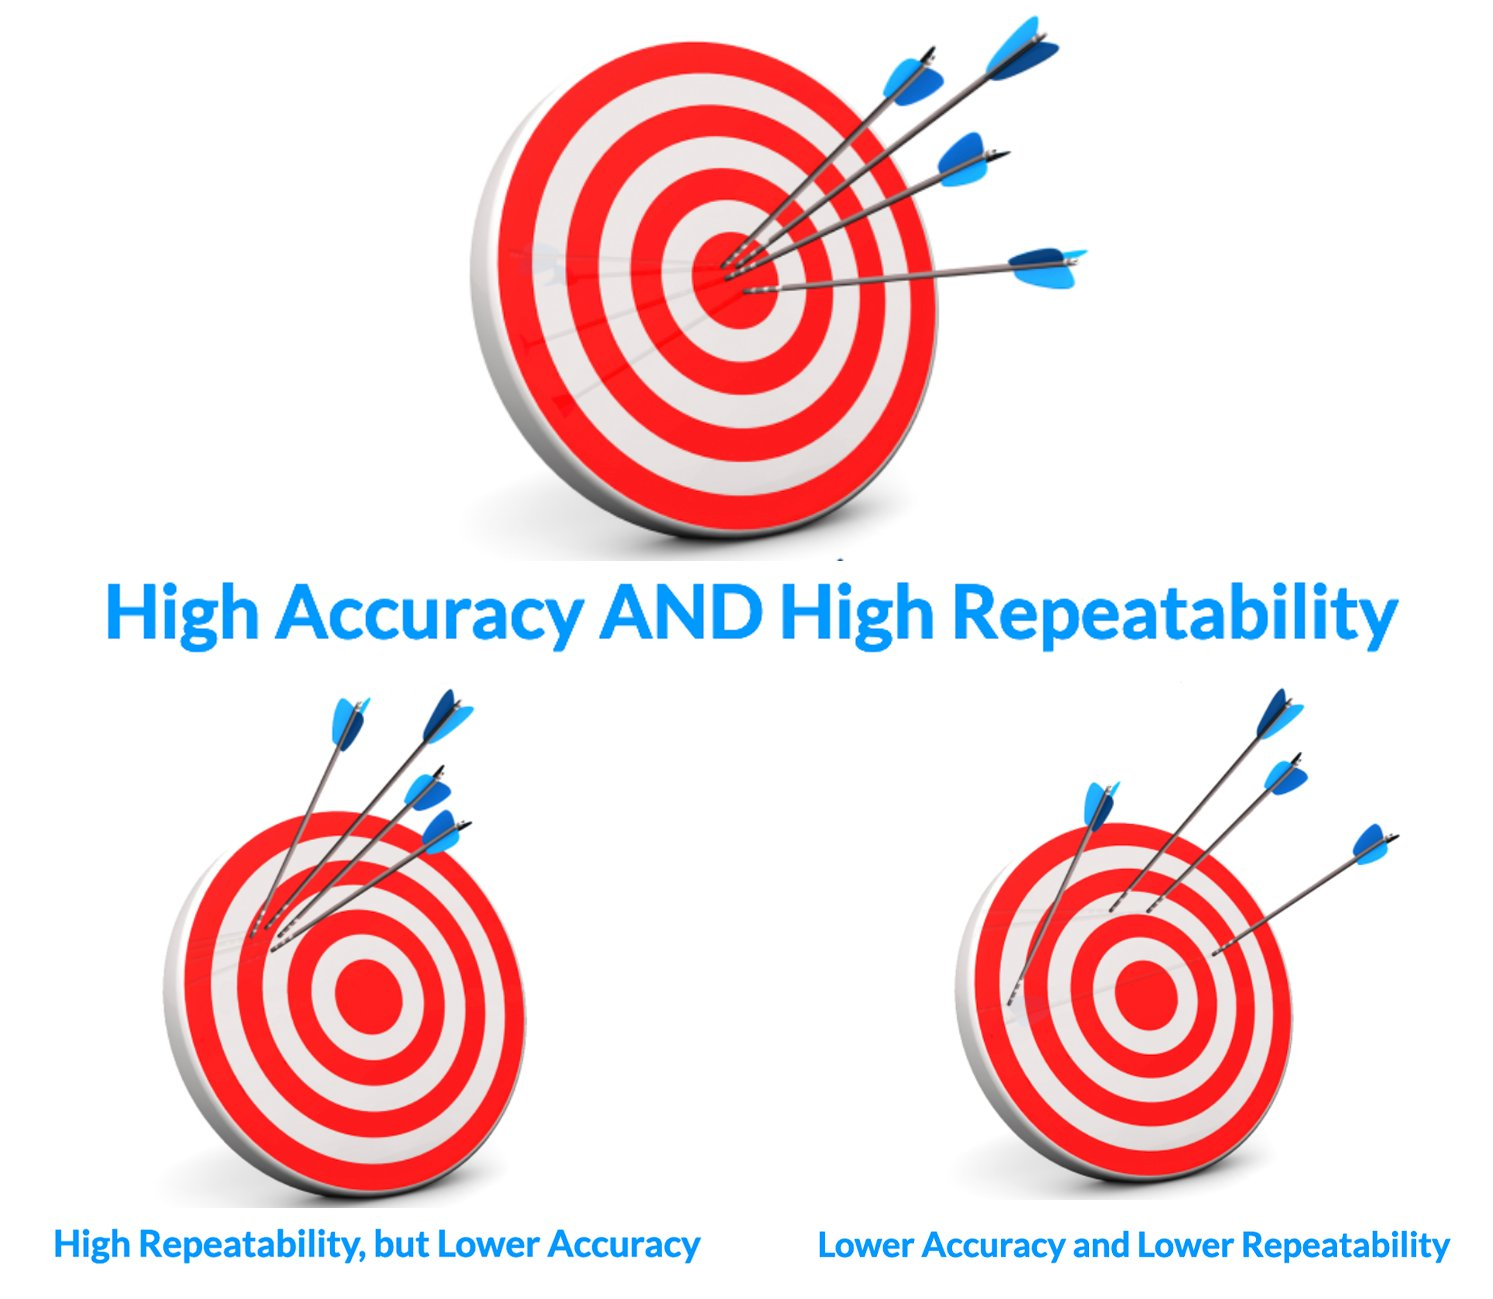 High Accuracy AND High Repeatability
High Repeatability, but Lower Accuracy
Lower Accuracy and Lower Repeatability